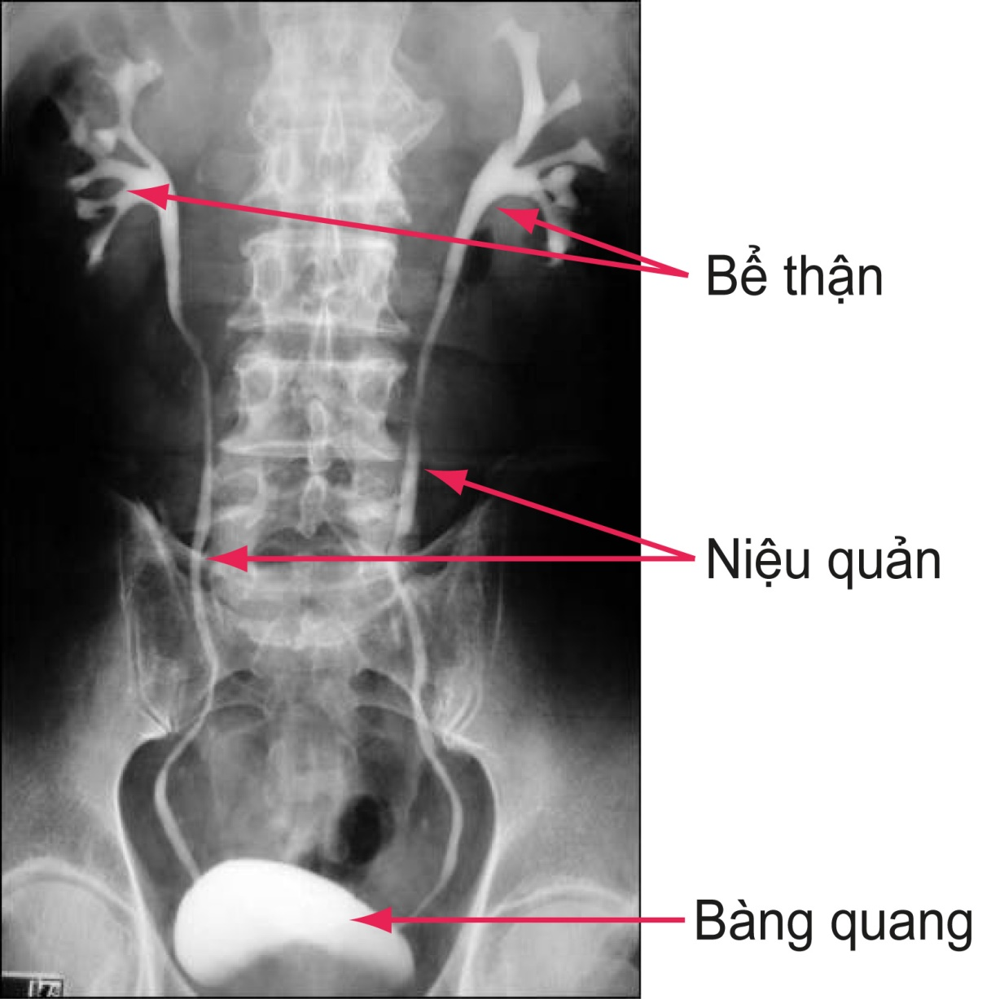 Bể thận
Niệu quản
Bàng quang